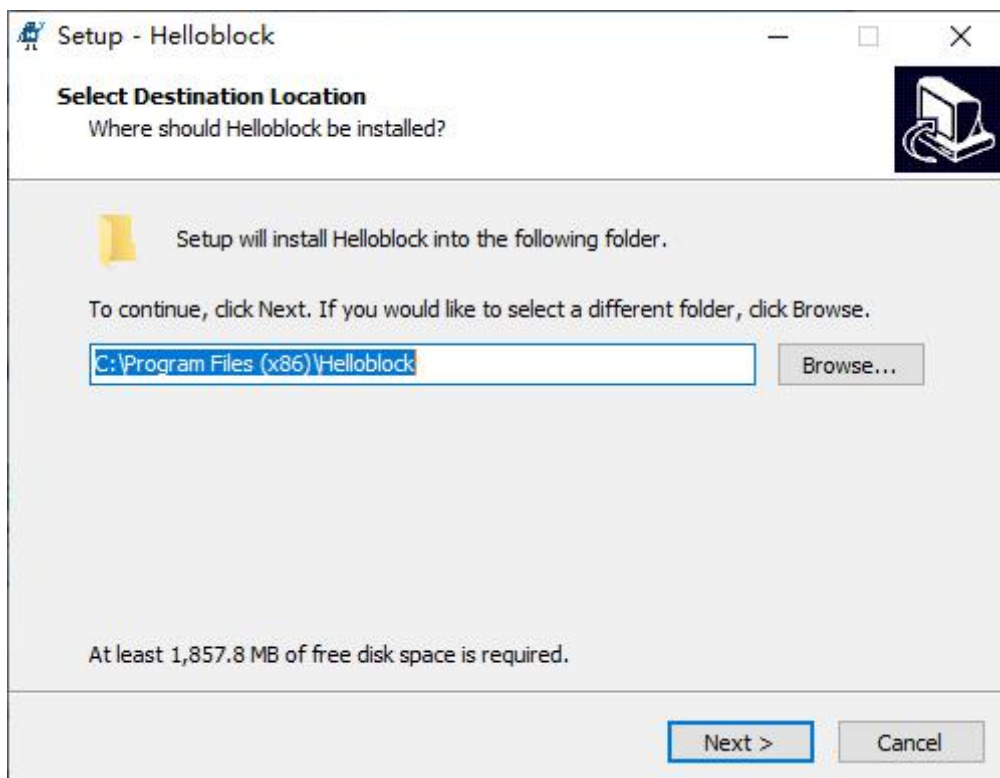 Setup - Helloblock
Select Destination Location
Where should Helloblock be installed?
Setup will install Helloblock into the following folder.
To continue, click Next. If you would like to select a different folder, click Browse.
C:\Program Files (x86)\Helloblock
Browse...
At least 1,857.8 MB of free disk space is required.
Next >
Cancel